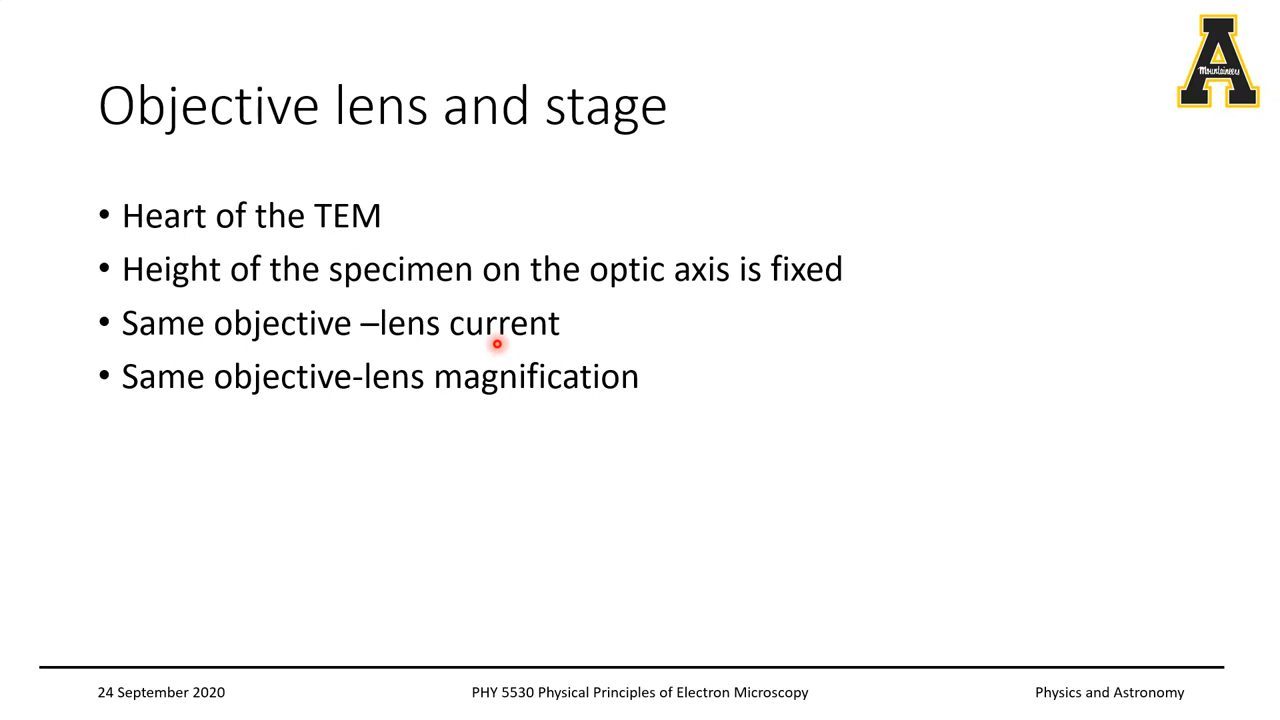 Mountaineers
Objective lens and stage
• Heart of the TEM
• Height of the specimen on the optic axis is fixed
• Same objective –lens current
• Same objective-lens magnification
24 September 2020
PHY 5530 Physical Principles of Electron Microscopy
Physics and Astronomy